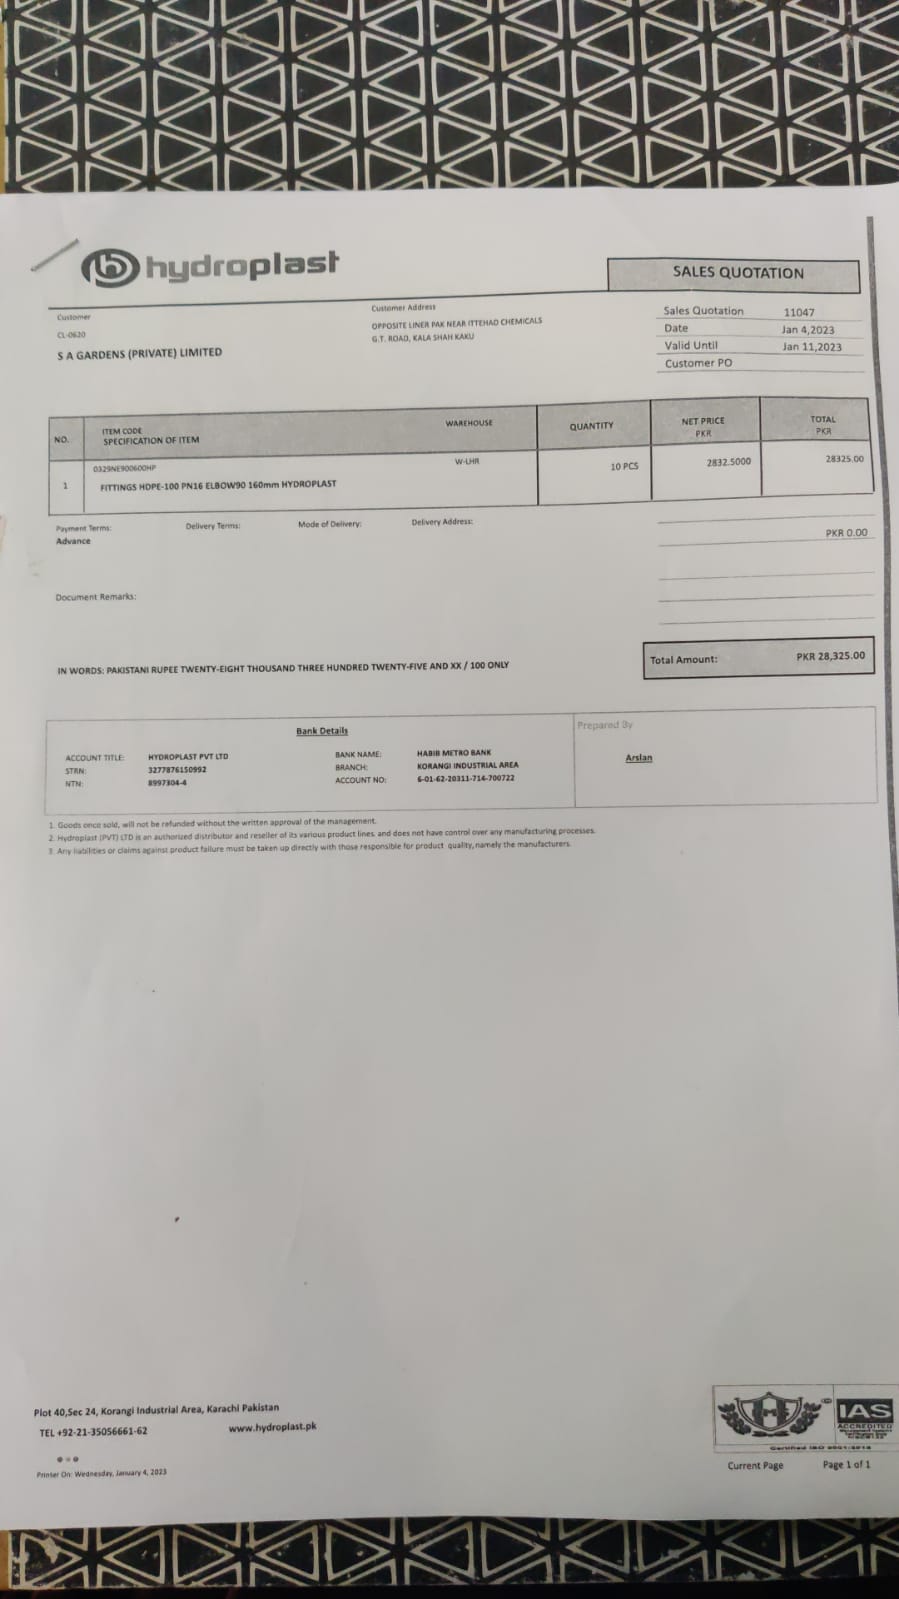 hydroplast
SALES QUOTATION
Customer
CL-0620
S A GARDENS (PRIVATE) LIMITED
Customer Address
OPPOSITE LINER PAK NEAR ITTEHAD CHEMICALS
G.T. ROAD, KALA SHAH KAKU
Sales Quotation 11047
Date Jan 4,2023
Valid Until Jan 11,2023
Customer PO
NO. ITEM CODE SPECIFICATION OF ITEM WAREHOUSE QUANTITY NET PRICE PKR TOTAL PKR
0329NE900600HP W-LHR 10 PCS 2832.5000 28325.00
1 FITTINGS HDPE-100 PN16 ELBOW90 160mm HYDROPLAST
Payment Terms: Delivery Terms: Mode of Delivery: Delivery Address:
Advance
PKR 0.00
Document Remarks:
IN WORDS: PAKISTANI RUPEE TWENTY-EIGHT THOUSAND THREE HUNDRED TWENTY-FIVE AND XX / 100 ONLY
Total Amount: PKR 28,325.00
Bank Details
ACCOUNT TITLE: HYDROPLAST PVT LTD
STRN: 3277876150992
NTN: 8997304-4
BANK NAME: HABIB METRO BANK
BRANCH: KORANGI INDUSTRIAL AREA
ACCOUNT NO: 6-01-62-20311-714-700722
Prepared By
Arslan
1. Goods once sold, will not be refunded without the written approval of the management.
2. Hydroplast (PVT) LTD is an authorized distributor and reseller of its various product lines and does not have control over any manufacturing processes.
3. Any liabilities or claims against product failure must be taken up directly with those responsible for product quality, namely the manufacturers.
Plot 40,Sec 24, Korangi Industrial Area, Karachi Pakistan
TEL +92-21-35056661-62 www.hydroplast.pk
Printer On: Wednesday, January 4, 2023
IAS
ACCREDITED
Certified ISO 9001:2015
Current Page Page 1 of 1